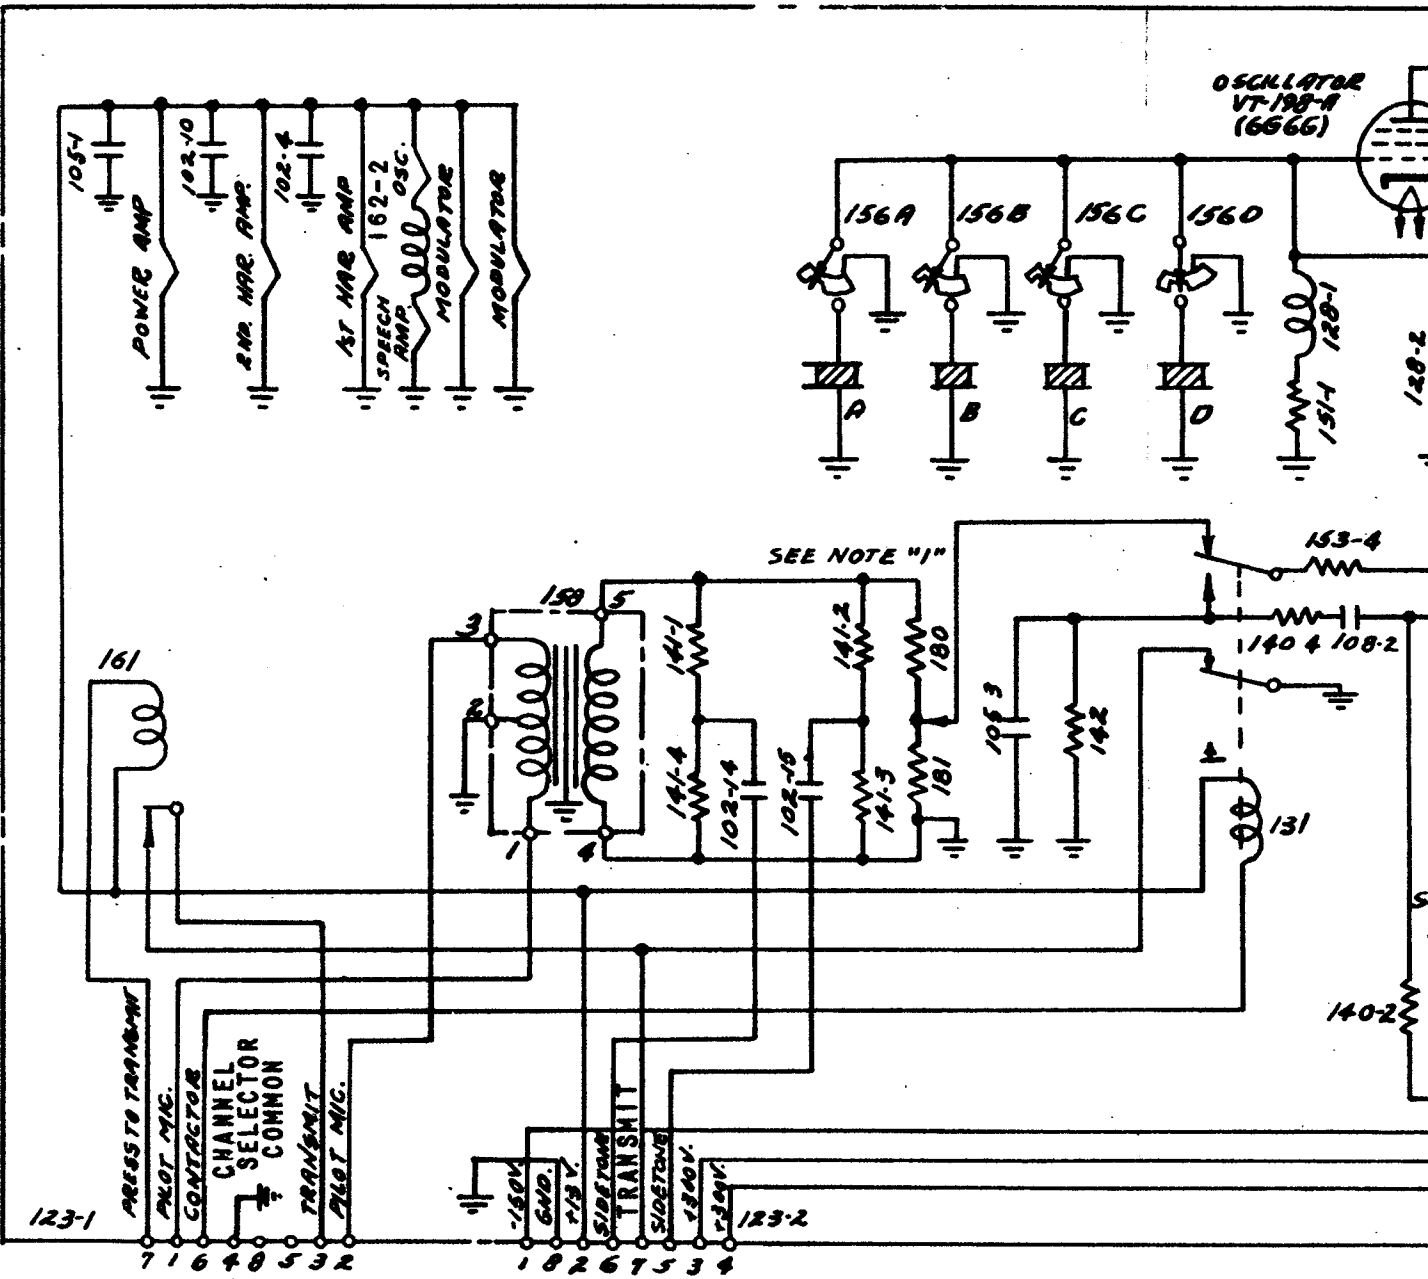 OSCILLATOR
VT-198-A
(6G6G)
105-1
102-10
102-4
162-2
OSC.
POWER AMP
2ND. HAR. AMP.
1ST HAR AMP
SPEECH
AMP.
MODULATOR
MODULATOR
156A
156B
156C
156D
A
B
C
D
128-1
151-1
128-2
SEE NOTE "1"
153-4
158
5
3
2
1
4
141-1
141-4
141-2
141-3
180
181
102-14
102-15
105 3
142
140 4
108-2
161
131
140-2
PRESS TO TRANSMIT
PILOT MIC.
CONTACTOR
CHANNEL
SELECTOR
COMMON
TRANSMIT
PILOT MIC.
-150V.
GND.
+13 V.
SIDETONE
TRANSMIT
SIDETONE
+300V.
+300V.
123-1
123-2
7 1 6 4 8 5 3 2
1 8 2 6 7 5 3 4